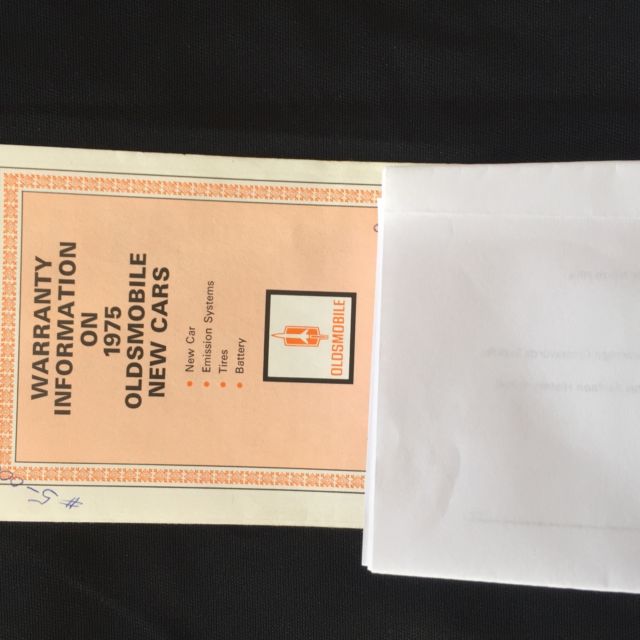 WARRANTY
INFORMATION
ON
1975
OLDSMOBILE
NEW CARS
• New Car
• Emission Systems
• Tires
• Battery
OLDSMOBILE